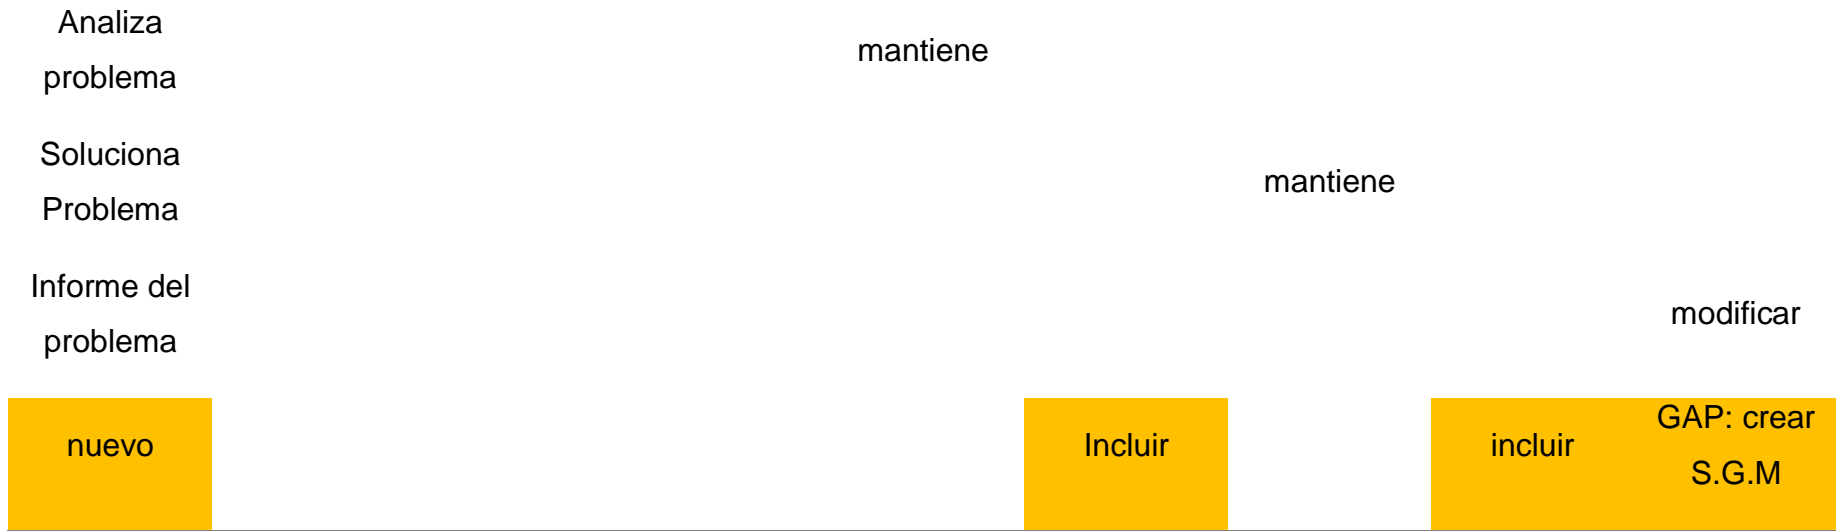 Analiza
problema
mantiene
Soluciona
Problema
mantiene
Informe del
problema
modificar
nuevo
Incluir
incluir
GAP: crear
S.G.M